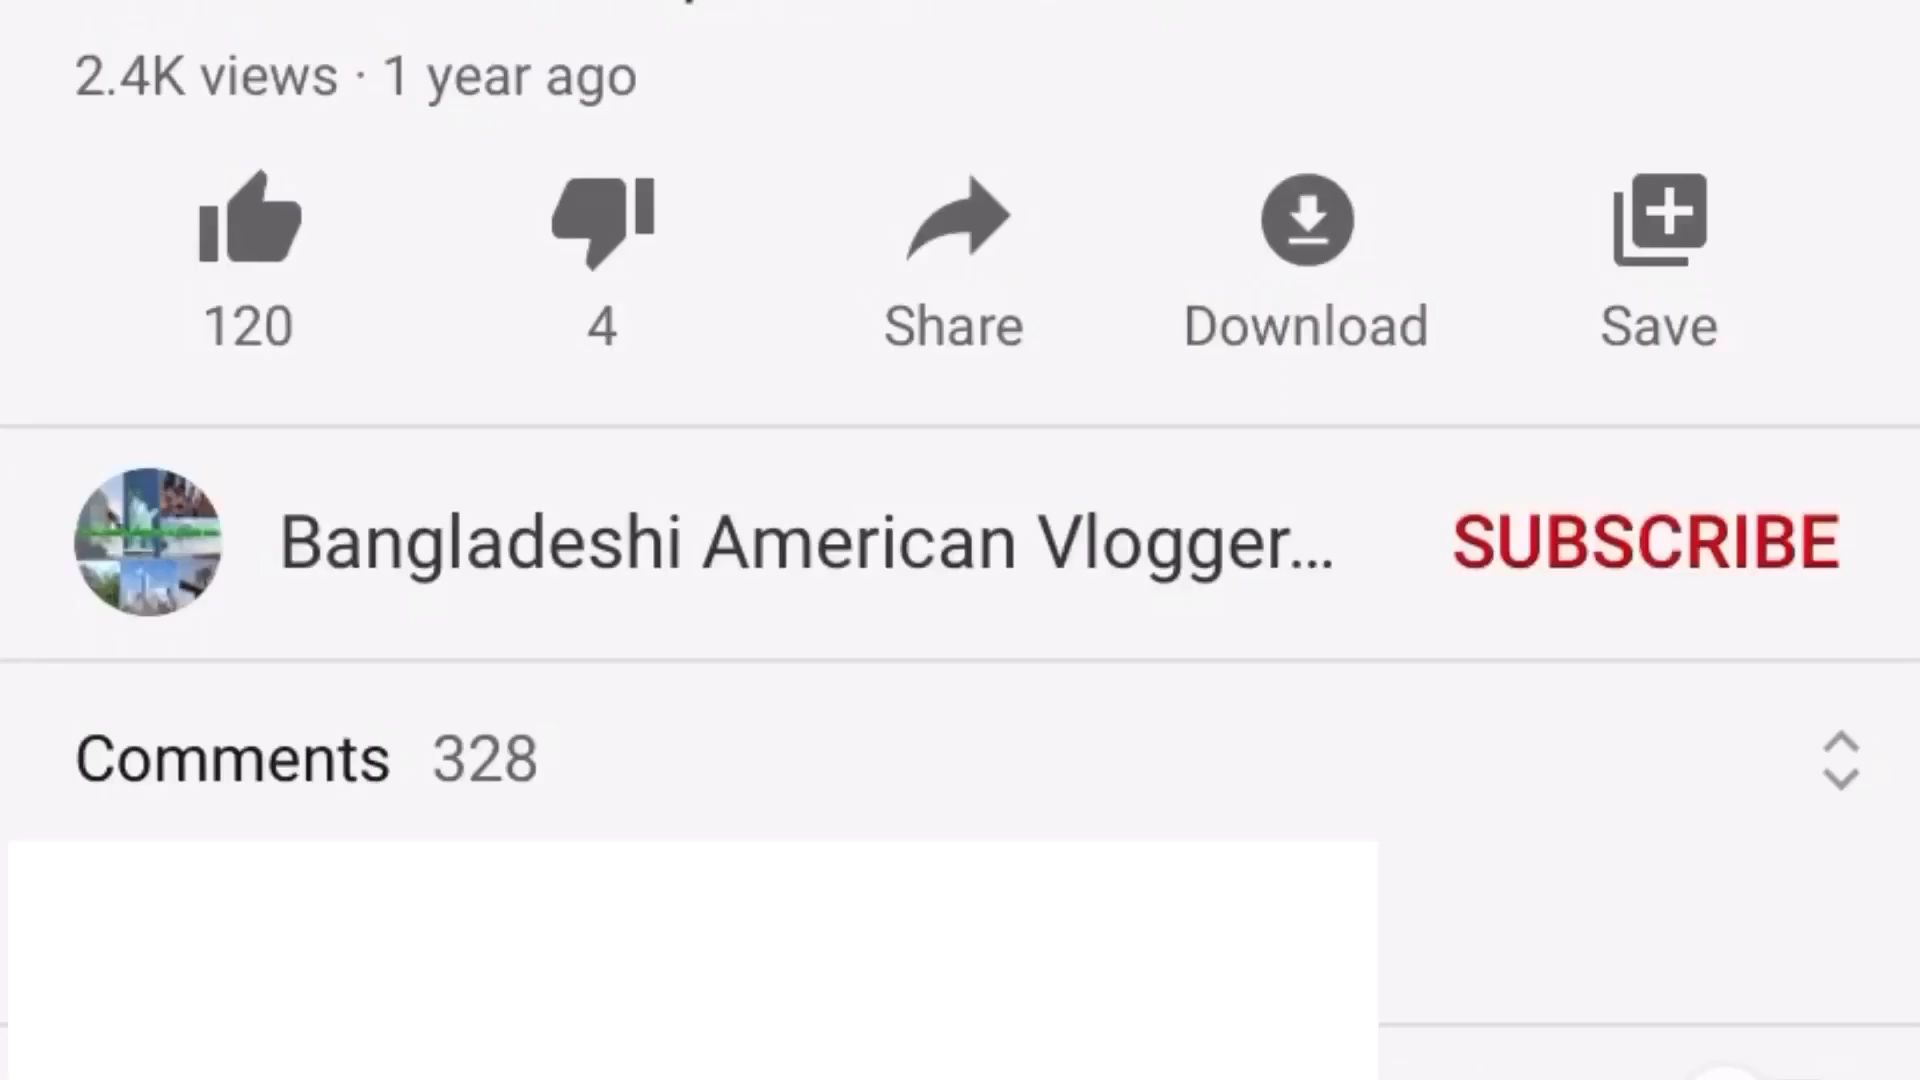 2.4K views · 1 year ago
120 4 Share Download Save
Bangladeshi American Vlogger... SUBSCRIBE
Comments 328